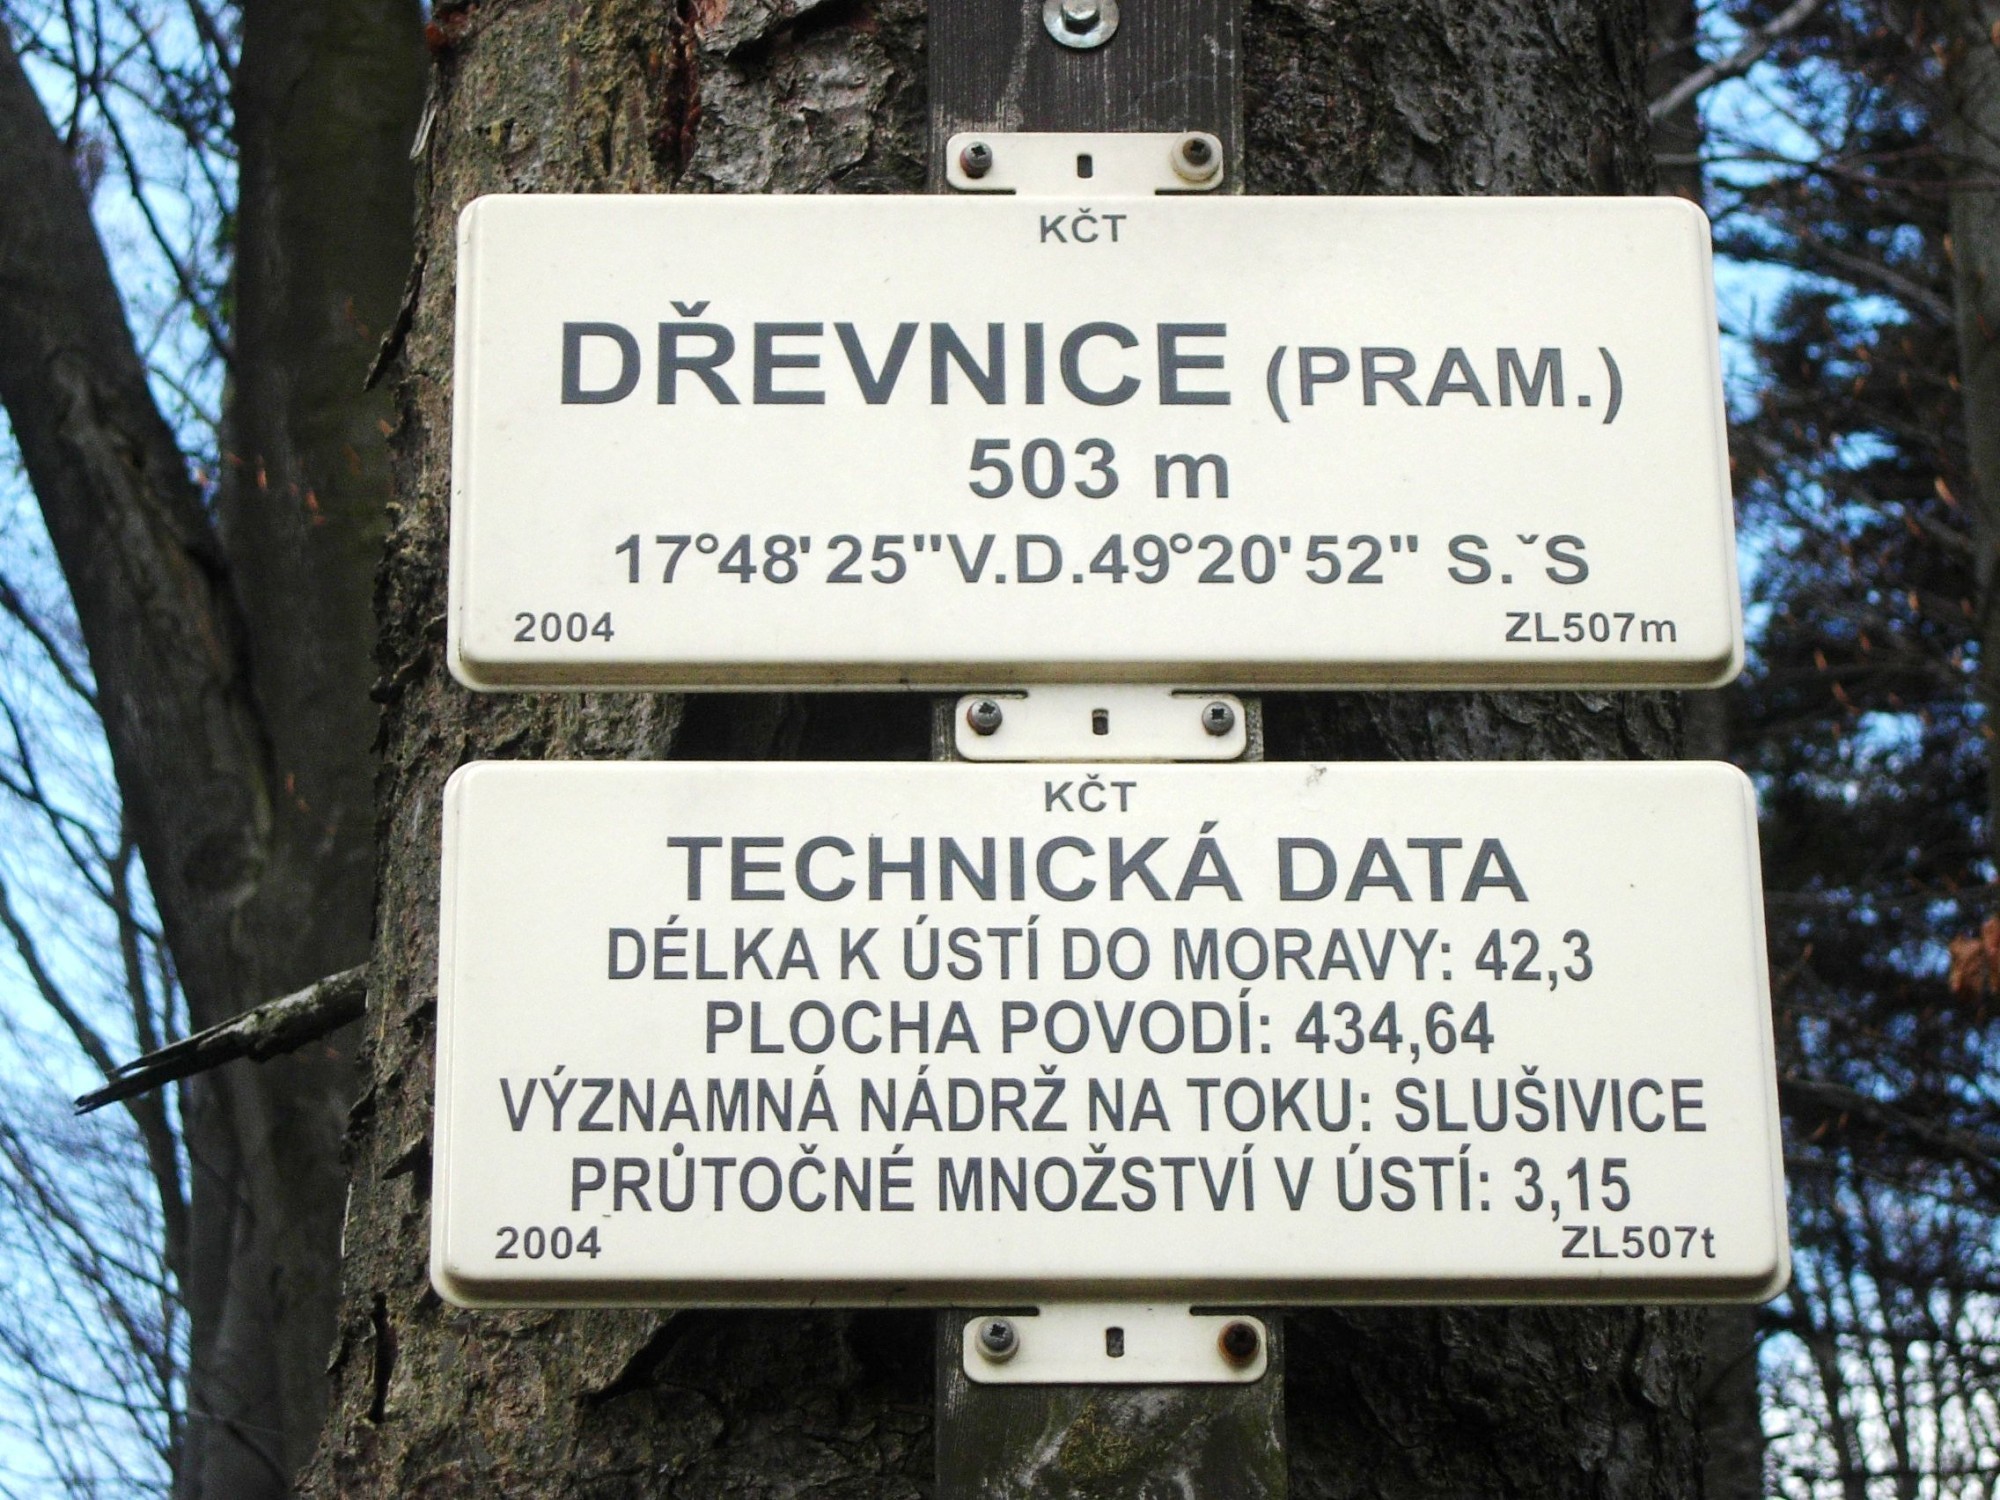 KČT
DŘEVNICE (PRAM.)
503 m
17°48'25"V.D.49°20'52" S.ˇS
2004 ZL507m
KČT
TECHNICKÁ DATA
DÉLKA K ÚSTÍ DO MORAVY: 42,3
PLOCHA POVODÍ: 434,64
VÝZNAMNÁ NÁDRŽ NA TOKU: SLUŠIVICE
PRŮTOČNÉ MNOŽSTVÍ V ÚSTÍ: 3,15
2004 ZL507t